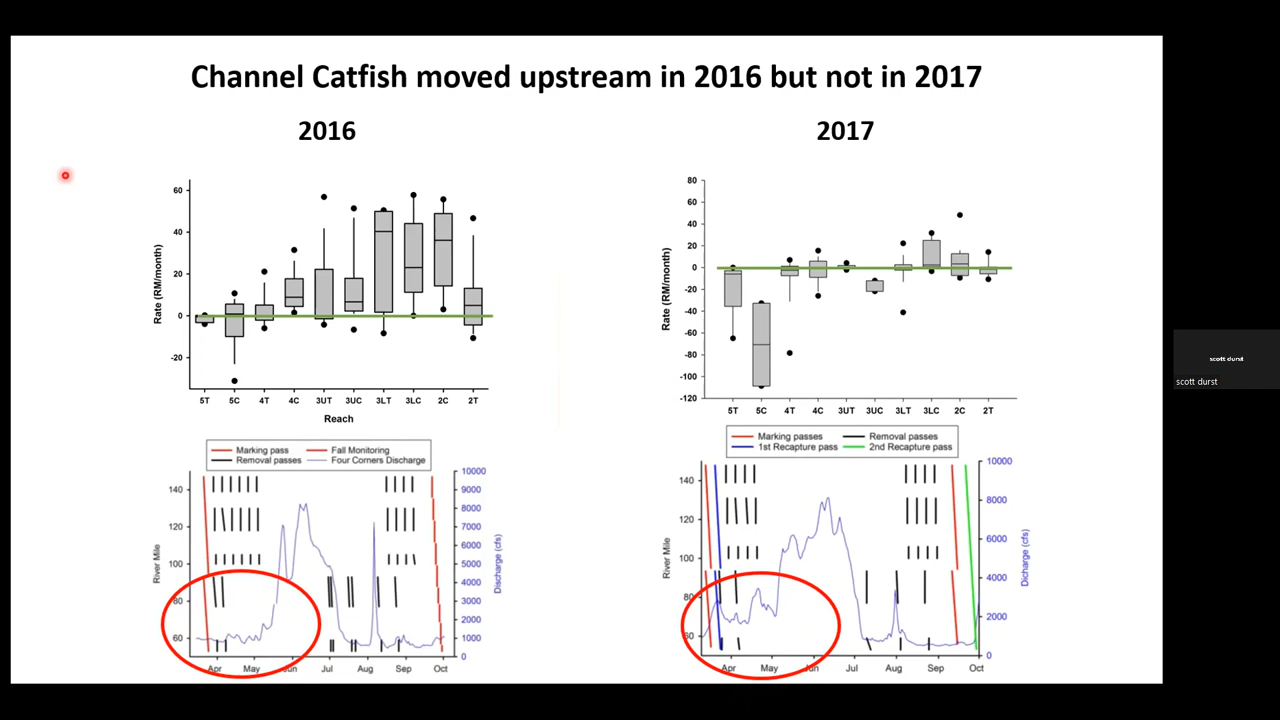 Channel Catfish moved upstream in 2016 but not in 2017
2016
60
40
20
0
-20
Rate (RM/month)
5T 5C 4T 4C 3UT 3UC 3LT 3LC 2C 2T
Reach
Marking pass Fall Monitoring
Removal passes Four Corners Discharge
140
120
100
80
60
River Mile
10000
9000
8000
7000
6000
5000
4000
3000
2000
1000
0
Discharge (cfs)
Apr May Jun Jul Aug Sep Oct
2017
80
60
40
20
0
-20
-40
-60
-80
-100
-120
Rate (RM/month)
5T 5C 4T 4C 3UT 3UC 3LT 3LC 2C 2T
Marking passes Removal passes
1st Recapture pass 2nd Recapture pass
140
120
100
80
60
River Mile
10000
8000
6000
4000
2000
0
Dicharge (cfs)
Apr May Jun Jul Aug Sep Oct
scott durst
scott durst